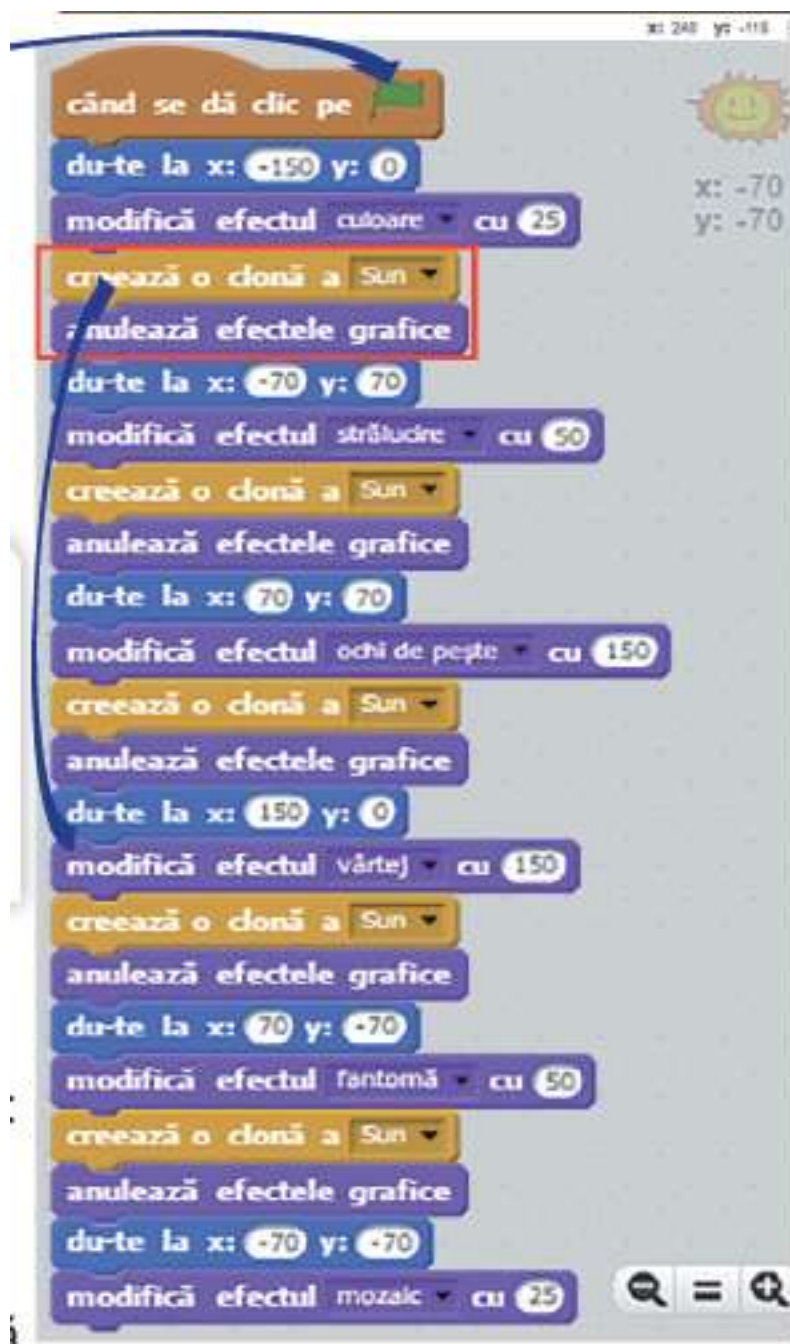 x: 240 y: -118
când se dă clic pe
du-te la x: -150 y: 0
x: -70
y: -70
modifică efectul culoare cu 25
creează o clonă a Sun
anulează efectele grafice
du-te la x: -70 y: 70
modifică efectul strălucire cu 50
creează o clonă a Sun
anulează efectele grafice
du-te la x: 70 y: 70
modifică efectul ochi de pește cu 150
creează o clonă a Sun
anulează efectele grafice
du-te la x: 150 y: 0
modifică efectul vârtej cu 150
creează o clonă a Sun
anulează efectele grafice
du-te la x: 70 y: -70
modifică efectul fantomă cu 50
creează o clonă a Sun
anulează efectele grafice
du-te la x: -70 y: -70
modifică efectul mozaic cu 25